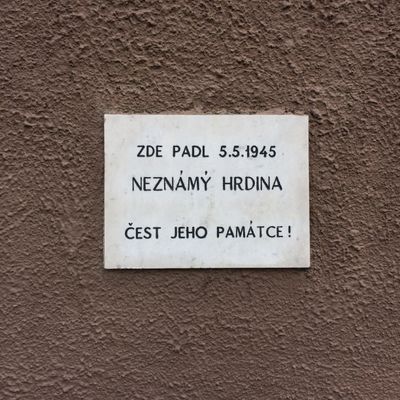 ZDE PADL 5.5.1945
NEZNÁMÝ HRDINA
ČEST JEHO PAMÁTCE!